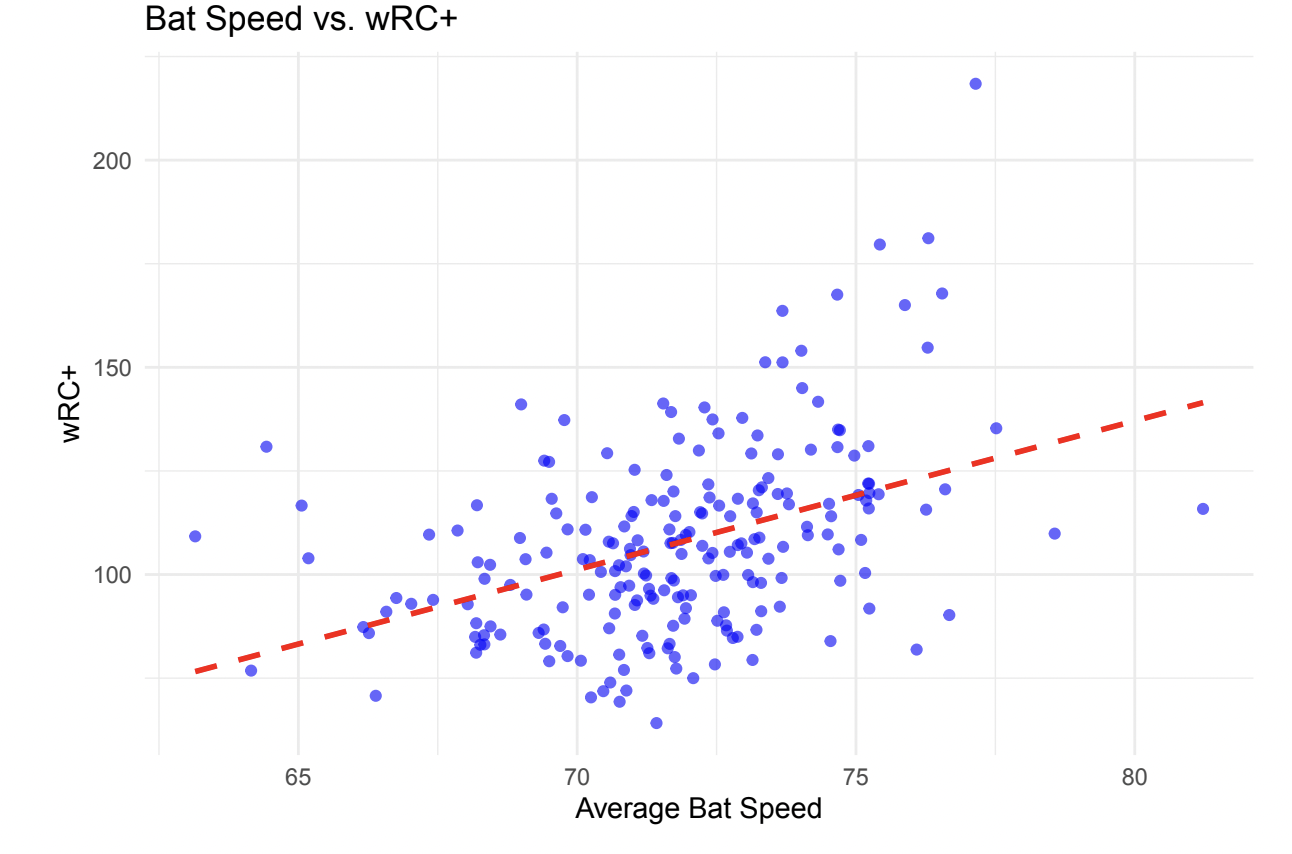 Bat Speed vs. wRC+
200
150
100
wRC+
65 70 75 80
Average Bat Speed